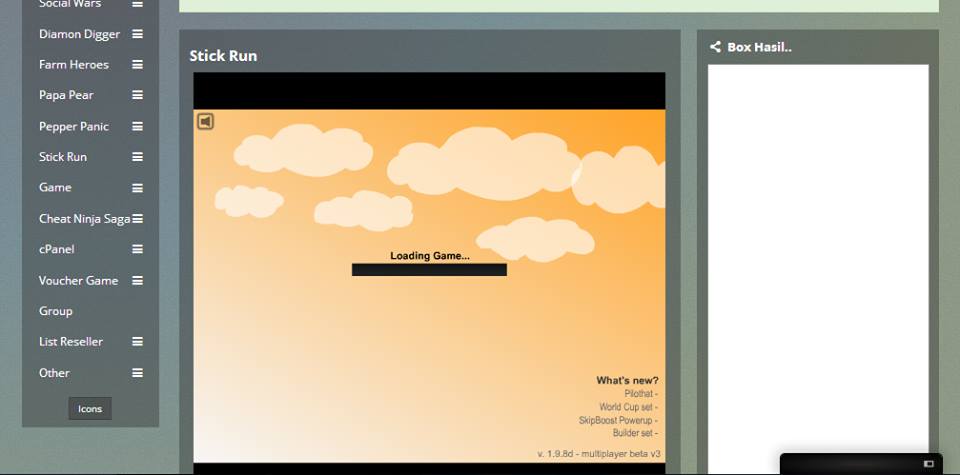 Social Wars
Diamon Digger
Farm Heroes
Papa Pear
Pepper Panic
Stick Run
Game
Cheat Ninja Saga
cPanel
Voucher Game
Group
List Reseller
Other
Icons
Stick Run
Loading Game...
What's new?
Pilothat -
World Cup set -
SkipBoost Powerup -
Builder set -
v. 1.9.8d - multiplayer beta v3
Box Hasil..